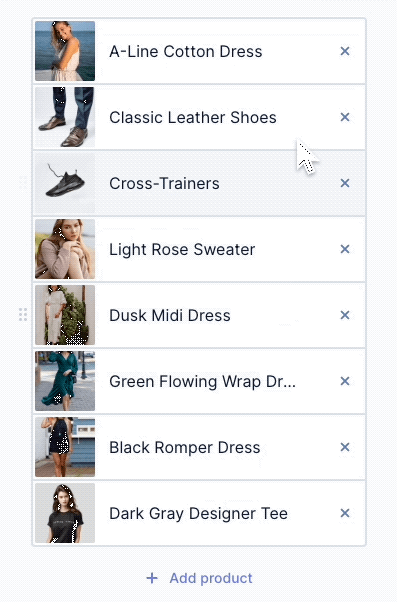 A-Line Cotton Dress
Classic Leather Shoes
Cross-Trainers
Light Rose Sweater
Dusk Midi Dress
Green Flowing Wrap Dr...
Black Romper Dress
Dark Gray Designer Tee
+ Add product